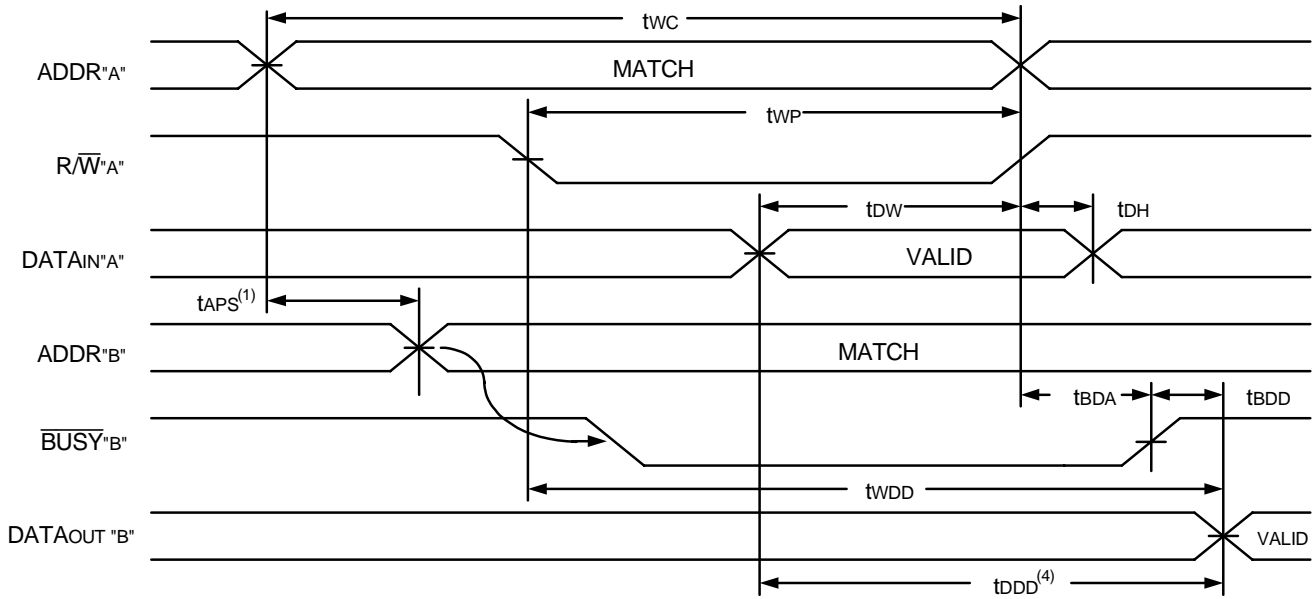 tWC
ADDR"A"
MATCH
tWP
R/W̅"A"
tDW
tDH
DATAIN"A"
VALID
tAPS(1)
ADDR"B"
MATCH
tBDA
tBDD
B̅U̅S̅Y̅"B"
tWDD
DATAOUT "B"
VALID
tDDD(4)